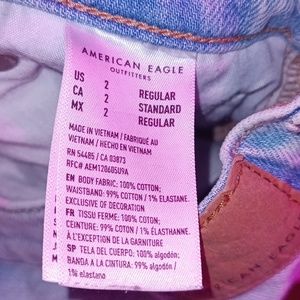 AMERICAN EAGLE
OUTFITTERS
US 2 REGULAR
CA 2 STANDARD
MX 2 REGULAR
MADE IN VIETNAM / FABRIQUÉ AU
VIETNAM / HECHO EN VIETNAM
RN 54485 / CA 03873
RFC# AEM120605U9A
EN BODY FABRIC: 100% COTTON;
WAISTBAND: 99% COTTON / 1% ELASTANE.
EXCLUSIVE OF DECORATION
FR TISSU FERME: 100% COTON;
CEINTURE: 99% COTON / 1% ÉLASTHANNE.
À L'EXCEPTION DE LA GARNITURE
SP TELA DEL CUERPO: 100% algodón;
BANDA A LA CINTURA: 99% algodón/
1% elastano
ERICAN EAGLE